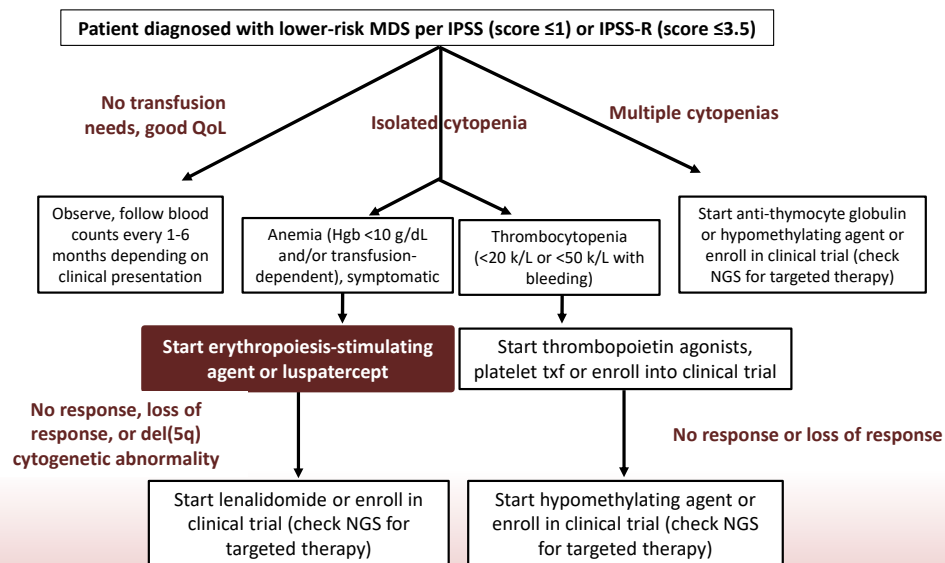 Patient diagnosed with lower-risk MDS per IPSS (score ≤1) or IPSS-R (score ≤3.5)
No transfusion
needs, good QoL
Isolated cytopenia
Multiple cytopenias
Observe, follow blood
counts every 1-6
months depending on
clinical presentation
Anemia (Hgb <10 g/dL
and/or transfusion-
dependent), symptomatic
Thrombocytopenia
(<20 k/L or <50 k/L with
bleeding)
Start anti-thymocyte globulin
or hypomethylating agent or
enroll in clinical trial (check
NGS for targeted therapy)
Start erythropoiesis-stimulating
agent or luspatercept
Start thrombopoietin agonists,
platelet txf or enroll into clinical trial
No response, loss of
response, or del(5q)
cytogenetic abnormality
No response or loss of response
Start lenalidomide or enroll in
clinical trial (check NGS for
targeted therapy)
Start hypomethylating agent or
enroll in clinical trial (check NGS
for targeted therapy)